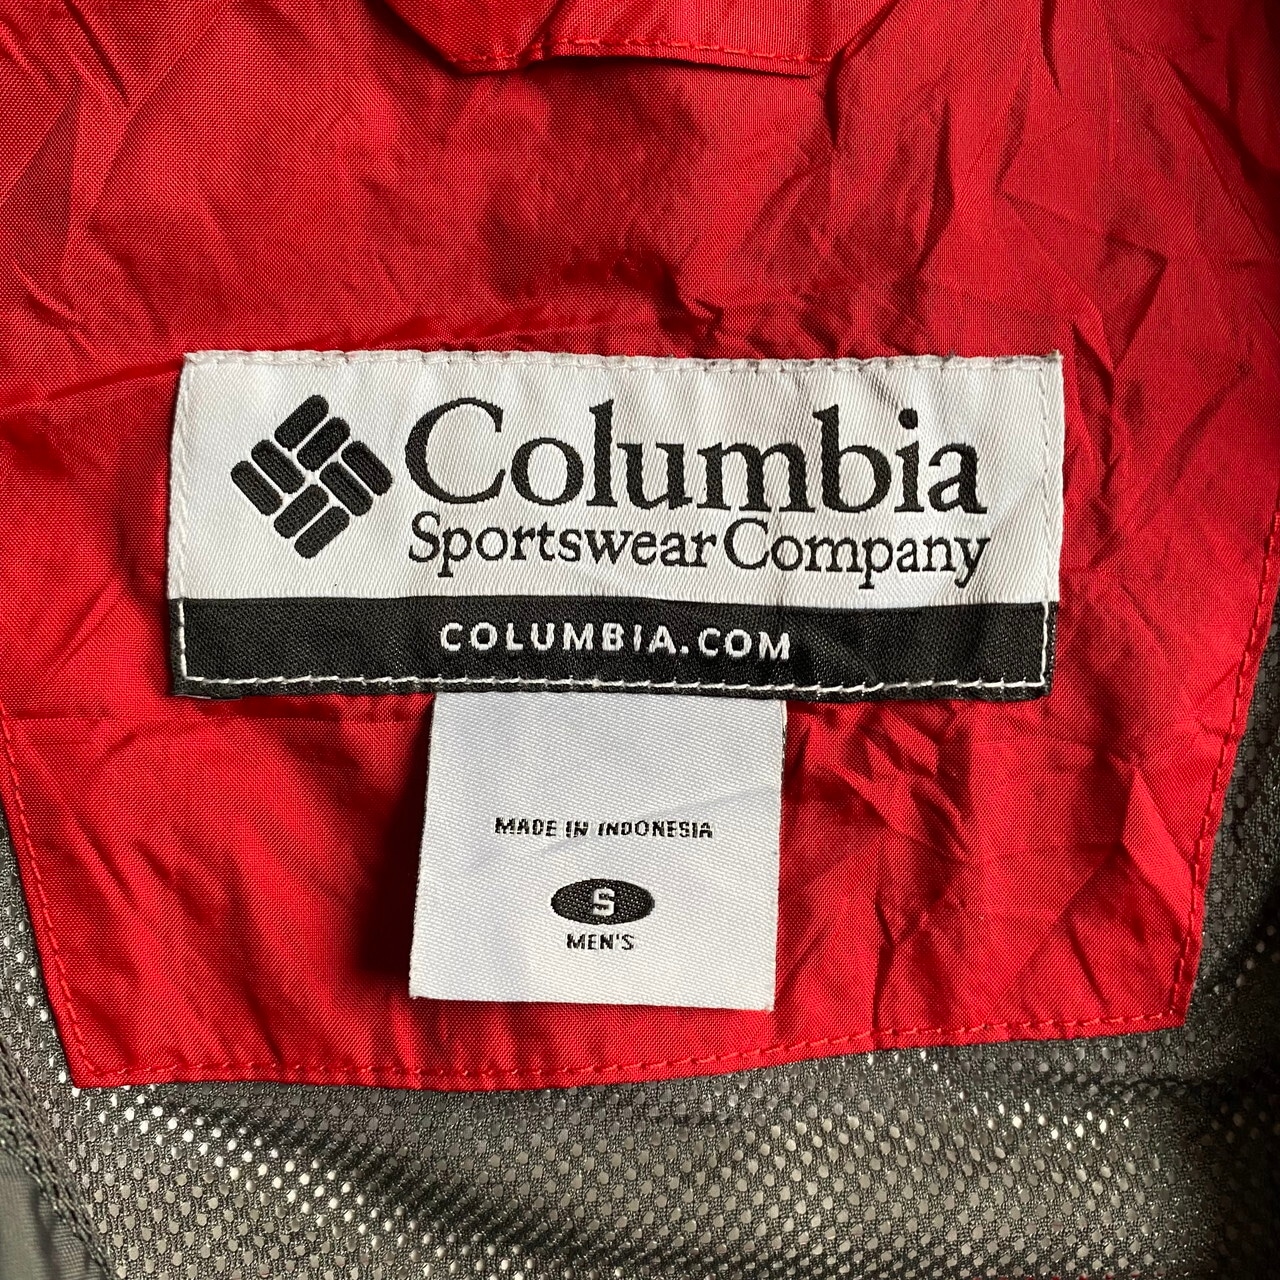 Columbia
Sportswear Company
COLUMBIA.COM
MADE IN INDONESIA
S
MEN'S